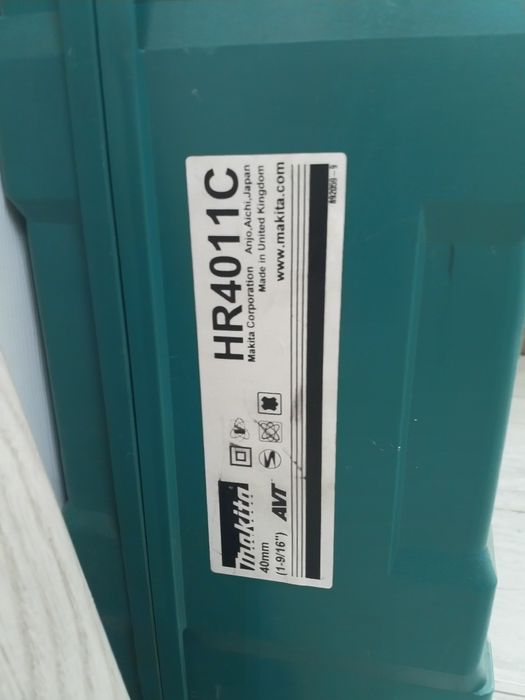 makita
40mm
(1-9/16")
AVT
HR4011C
Makita Corporation Anjo,Aichi,Japan
Made in United Kingdom
www.makita.com